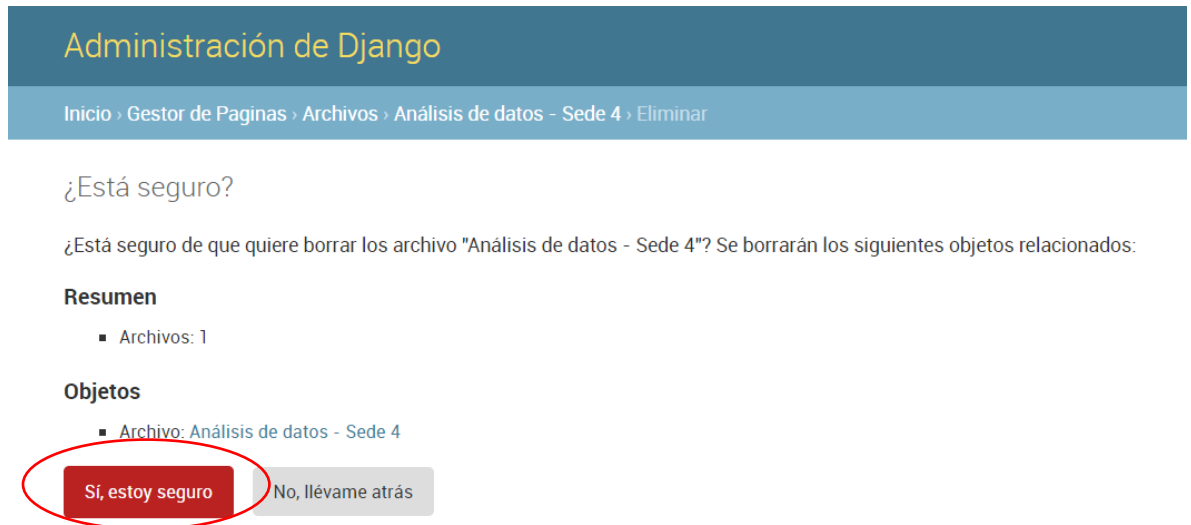 Administración de Django
Inicio › Gestor de Paginas › Archivos › Análisis de datos - Sede 4 › Eliminar
¿Está seguro?
¿Está seguro de que quiere borrar los archivo "Análisis de datos - Sede 4"? Se borrarán los siguientes objetos relacionados:
Resumen
Archivos: 1
Objetos
Archivo: Análisis de datos - Sede 4
Sí, estoy seguro No, llévame atrás